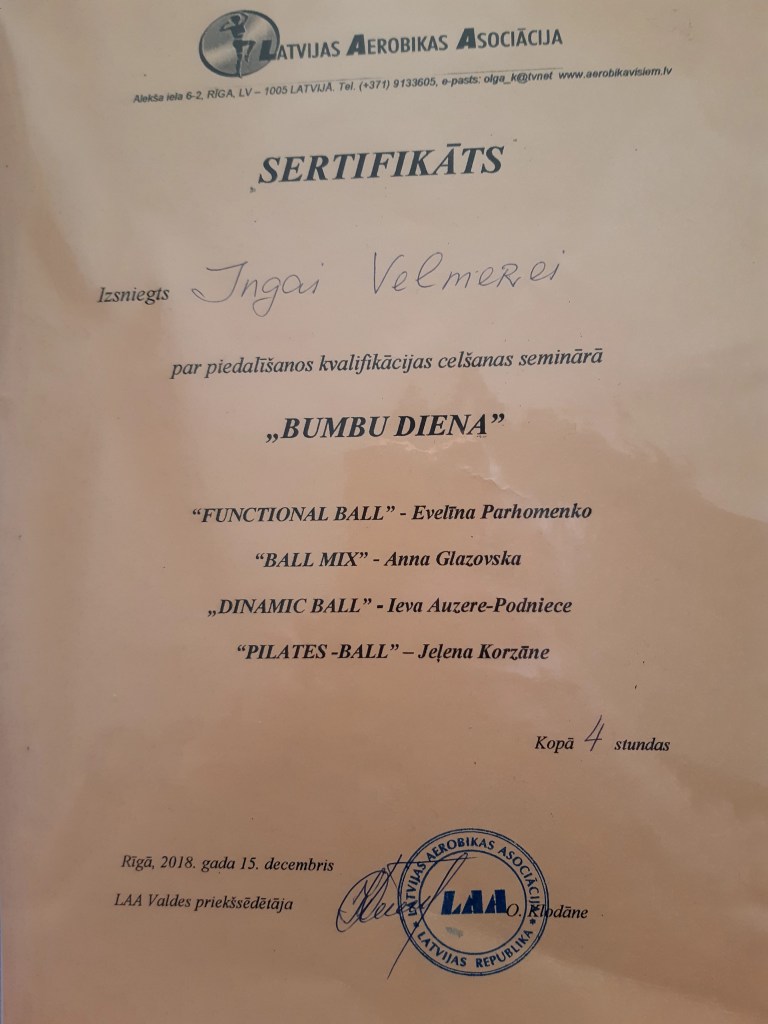 LATVIJAS AEROBIKAS ASOCIĀCIJA
Alekša iela 6-2, RĪGA, LV – 1005 LATVIJA. Tel. (+371) 9133605, e-pasts: olga_k@tvnet www.aerobikavisiem.lv
SERTIFIKĀTS
Izsniegts Ingai Velmerei
par piedalīšanos kvalifikācijas celšanas seminārā
„BUMBU DIENA”
“FUNCTIONAL BALL” - Evelīna Parhomenko
“BALL MIX” - Anna Glazovska
„DINAMIC BALL” - Ieva Auzere-Podniece
“PILATES -BALL” – Jeļena Korzāne
Kopā 4 stundas
Rīgā, 2018. gada 15. decembris
LAA Valdes priekšsēdētāja O. Klodāne
LATVIJAS AEROBIKAS ASOCIĀCIJA
LAA
* LATVIJAS REPUBLIKA *